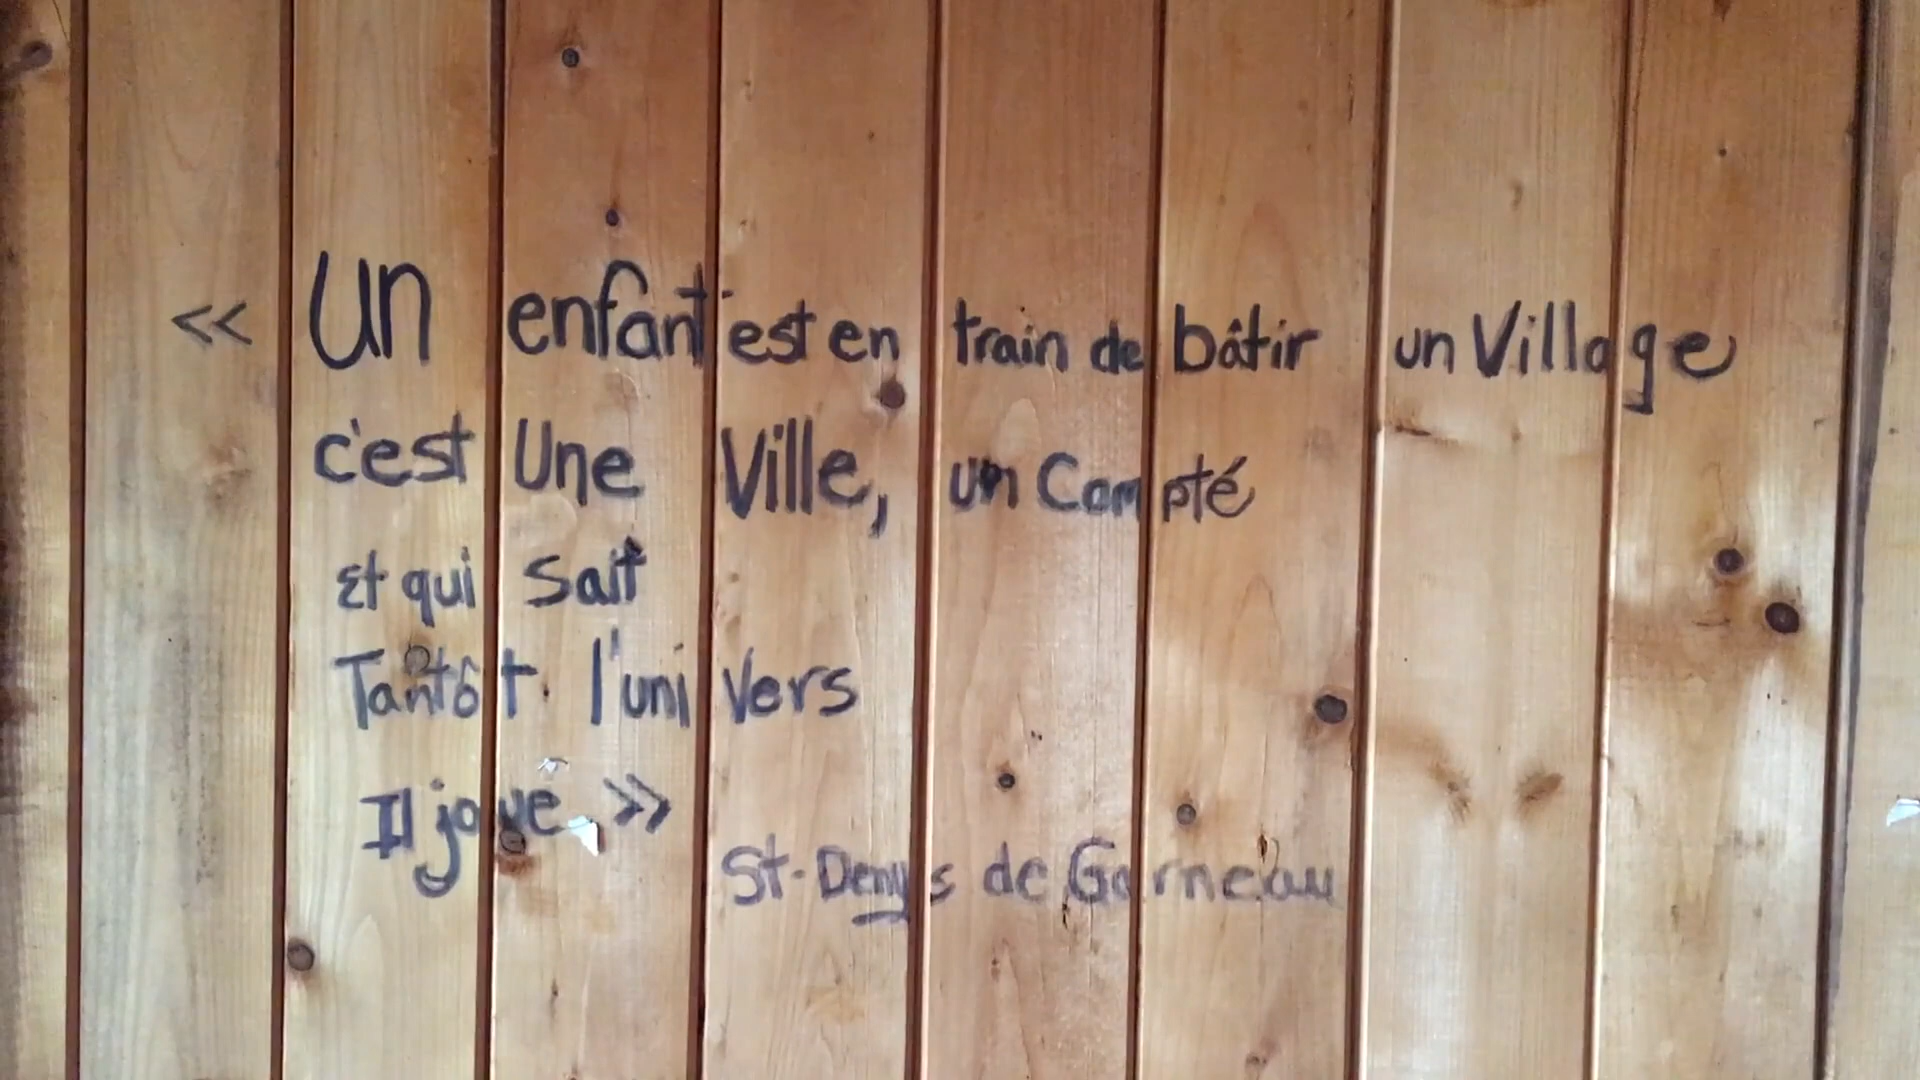 << Un enfant est en train de bâtir un Village
c'est Une Ville, un Compté
Et qui Sait
Tantôt l'univers
Il joue >>
St-Denys de Garneau